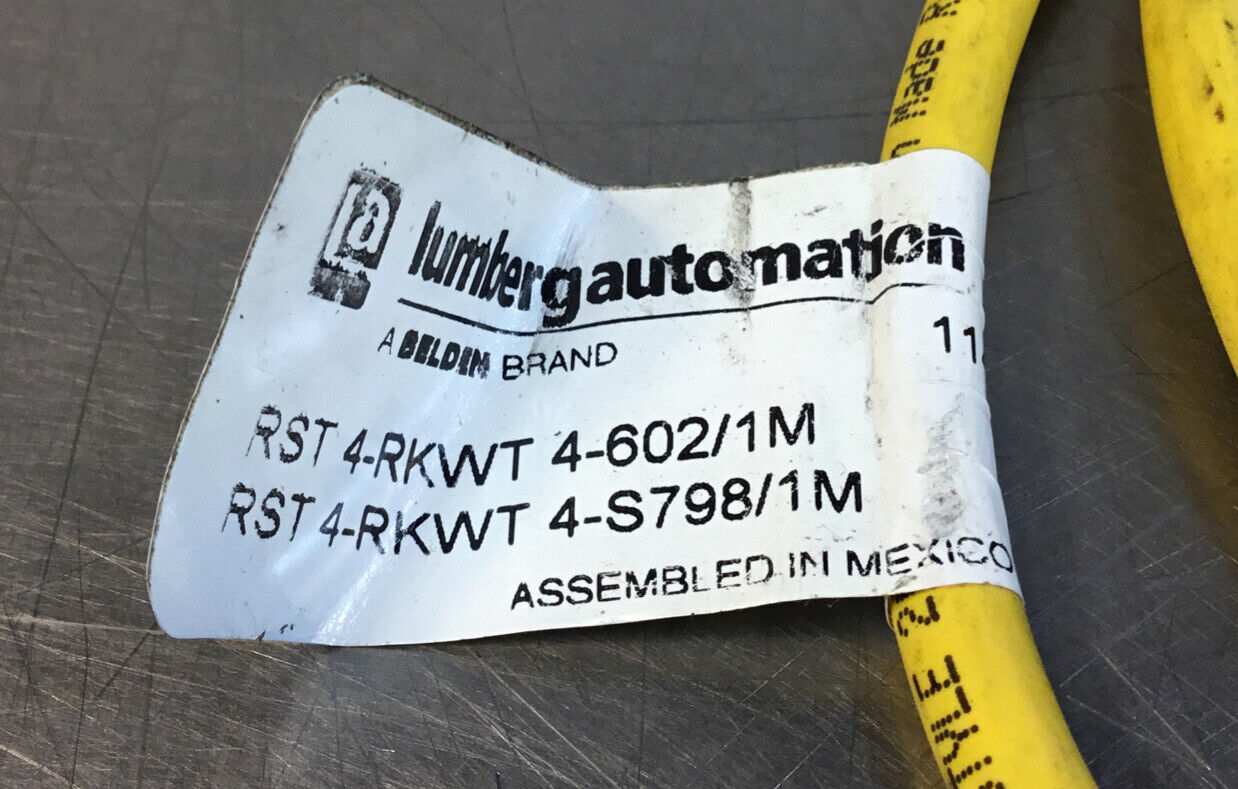 la lumbergautomation
A BELDEN BRAND
11
RST 4-RKWT 4-602/1M
RST 4-RKWT 4-S798/1M
ASSEMBLED IN MEXICO